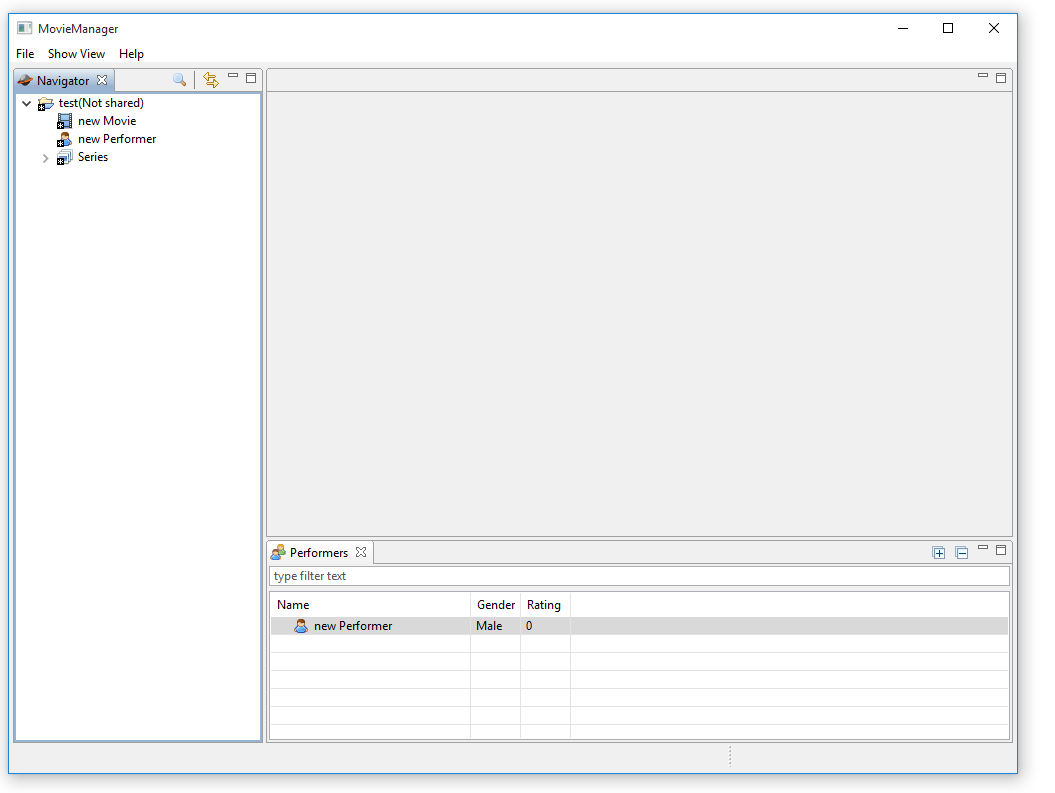 MovieManager
File Show View Help
Navigator
test(Not shared)
new Movie
new Performer
Series
Performers
type filter text
Name Gender Rating
new Performer Male 0